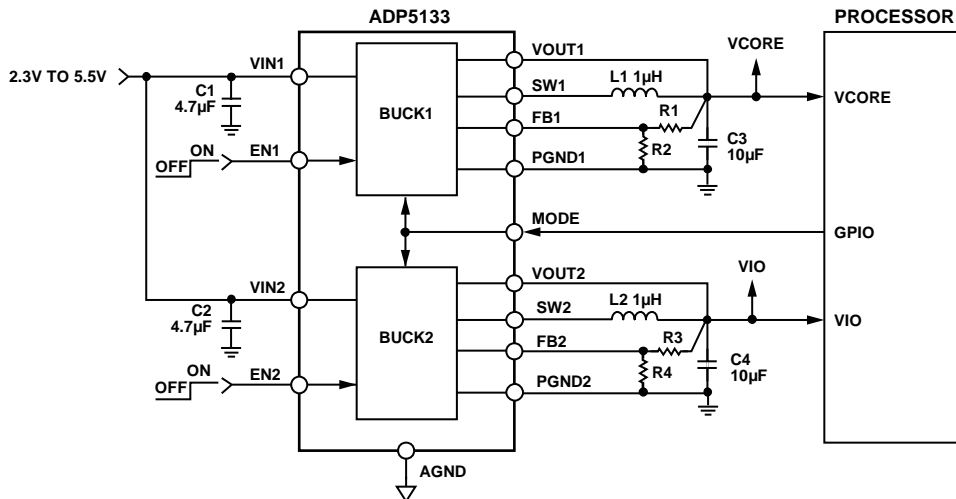 ADP5133
PROCESSOR
2.3V TO 5.5V
VIN1
C1
4.7µF
ON
OFF
EN1
BUCK1
VOUT1
SW1
FB1
PGND1
L1 1µH
R1
R2
VCORE
C3
10µF
VCORE
MODE
GPIO
VIN2
C2
4.7µF
ON
OFF
EN2
BUCK2
VOUT2
SW2
FB2
PGND2
L2 1µH
R3
R4
VIO
C4
10µF
VIO
AGND